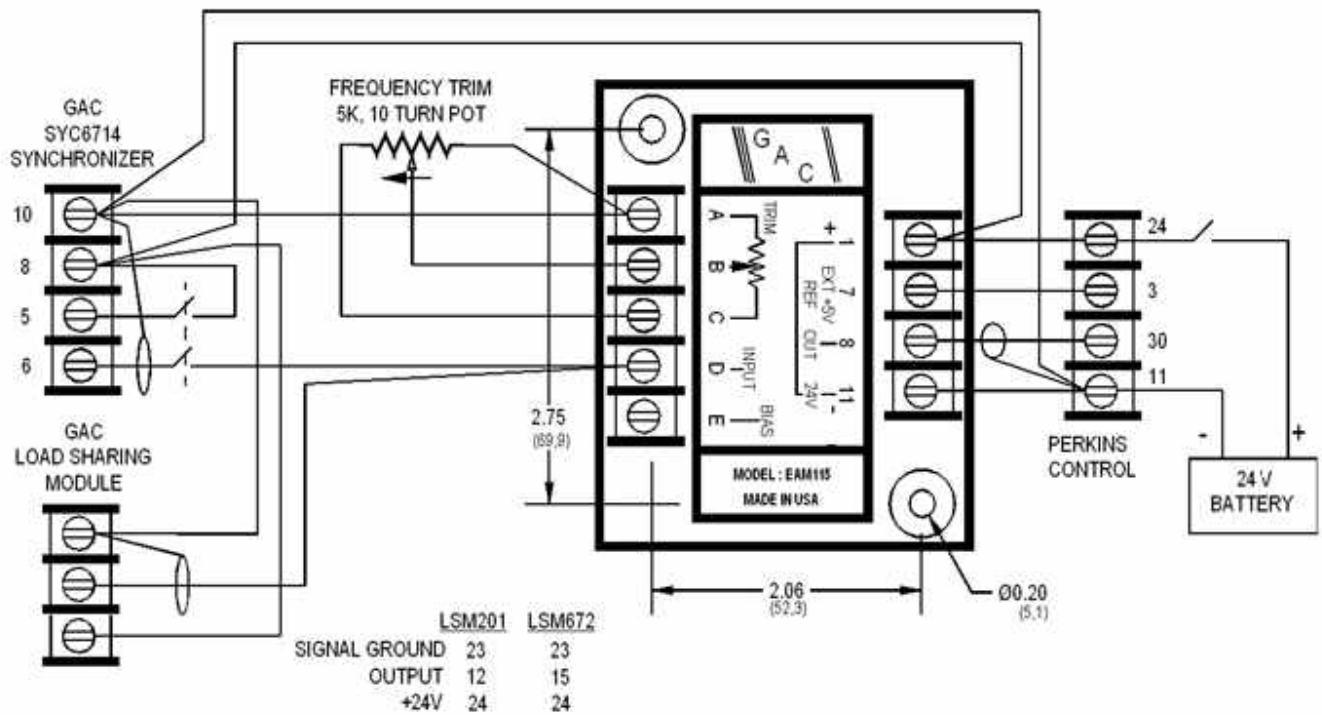 GAC
SYC6714
SYNCHRONIZER
10
8
5
6
FREQUENCY TRIM
5K, 10 TURN POT
GAC
LOAD SHARING
MODULE
G A C
A
B
C
D
E
TRIM
INPUT
BIAS
+
1
7
8
11
-
EXT +5V
REF OUT
24V
MODEL : EAM115
MADE IN USA
2.75
(69,9)
2.06
(52,3)
Ø0.20
(5,1)
24
3
30
11
PERKINS
CONTROL
- +
24 V
BATTERY
LSM201 LSM672
SIGNAL GROUND 23 23
OUTPUT 12 15
+24V 24 24